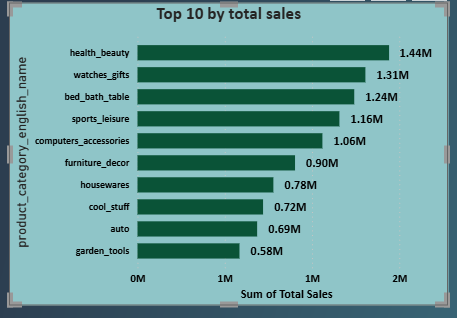 Top 10 by total sales
product_category_english_name
health_beauty 1.44M
watches_gifts 1.31M
bed_bath_table 1.24M
sports_leisure 1.16M
computers_accessories 1.06M
furniture_decor 0.90M
housewares 0.78M
cool_stuff 0.72M
auto 0.69M
garden_tools 0.58M
0M 1M 1M 2M
Sum of Total Sales